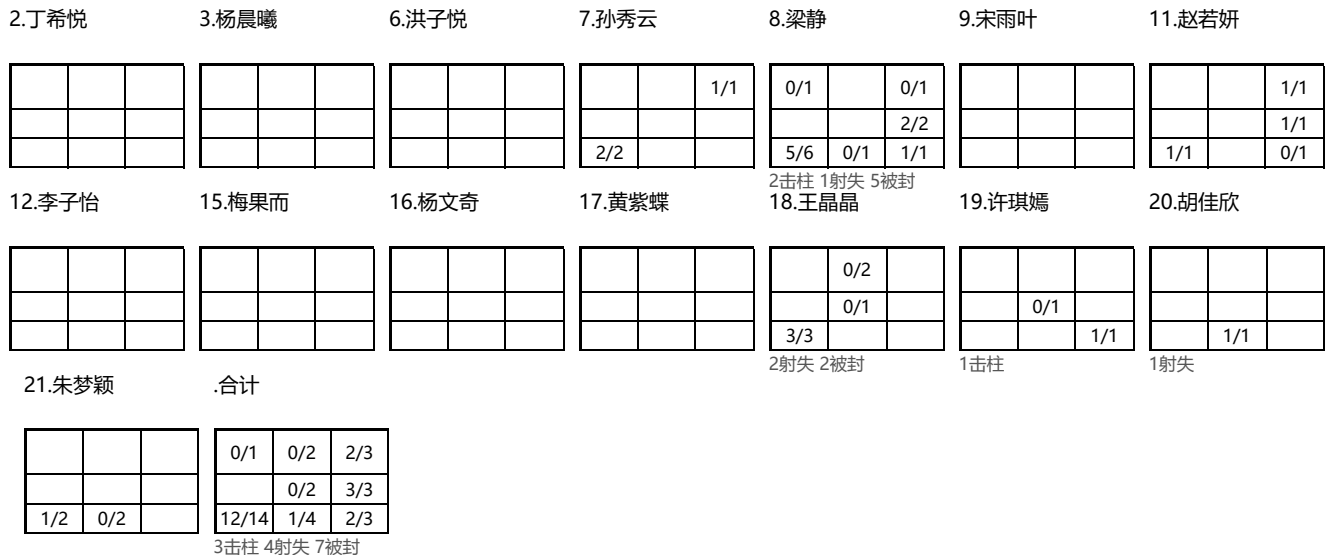 2.丁希悦 3.杨晨曦 6.洪子悦 7.孙秀云 8.梁静 9.宋雨叶 11.赵若妍
1/1 0/1 0/1 1/1
2/2 1/1
2/2 5/6 0/1 1/1 1/1 0/1
2击柱 1射失 5被封
12.李子怡 15.梅果而 16.杨文奇 17.黄紫蝶 18.王晶晶 19.许琪嫣 20.胡佳欣
0/2
0/1 0/1
3/3 1/1 1/1
2射失 2被封 1击柱 1射失
21.朱梦颖 .合计
0/1 0/2 2/3
0/2 3/3
1/2 0/2 12/14 1/4 2/3
3击柱 4射失 7被封